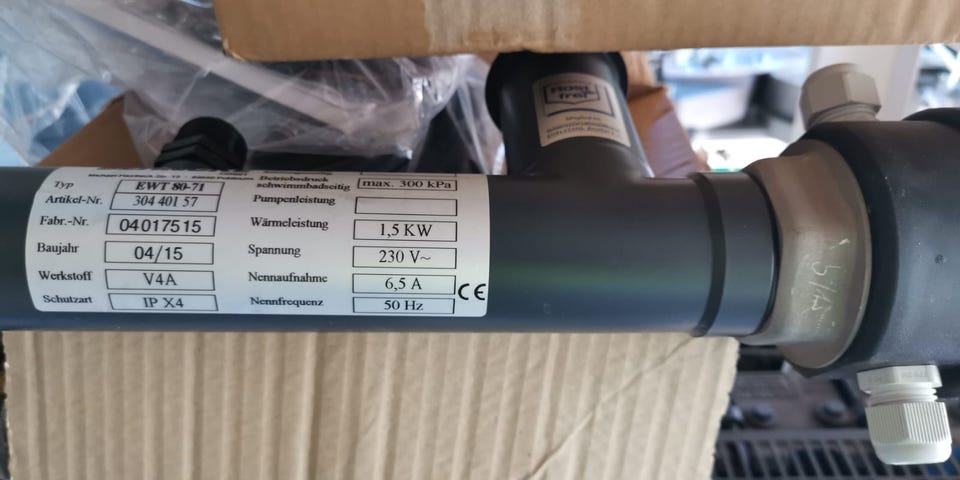 Typ EWT 80-71
Artikel-Nr. 304 401 57
Fabr.-Nr. 04017515
Baujahr 04/15
Werkstoff V4A
Schutzart IP X4
Betriebsdruck
schwimmbadseitig max. 300 kPa
Pumpenleistung
Wärmeleistung 1,5 KW
Spannung 230 V~
Nennaufnahme 6,5 A
Nennfrequenz 50 Hz
CE
Rost
frei